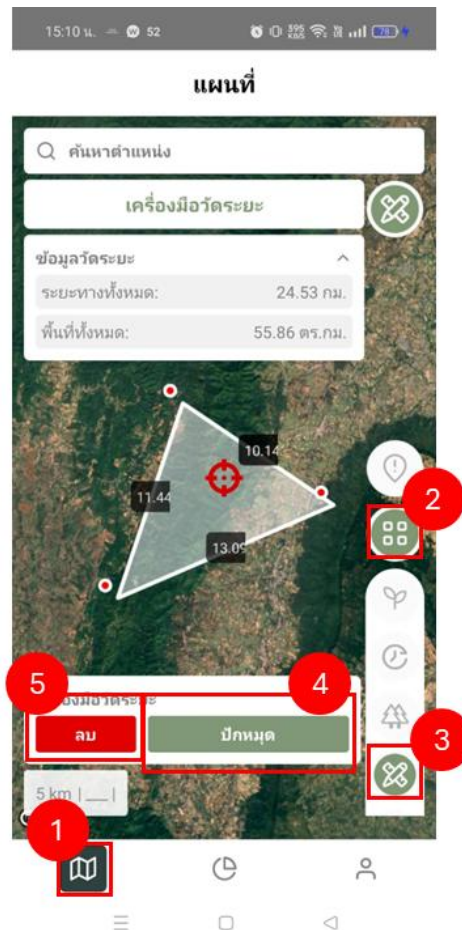 15:10 น. 52 395 KB/S 78
แผนที่
ค้นหาตำแหน่ง
เครื่องมือวัดระยะ
ข้อมูลวัดระยะ
ระยะทางทั้งหมด: 24.53 กม.
พื้นที่ทั้งหมด: 55.86 ตร.กม.
10.14
11.44
13.09
2
5
4
ลบ
ปักหมุด
3
5 km
1